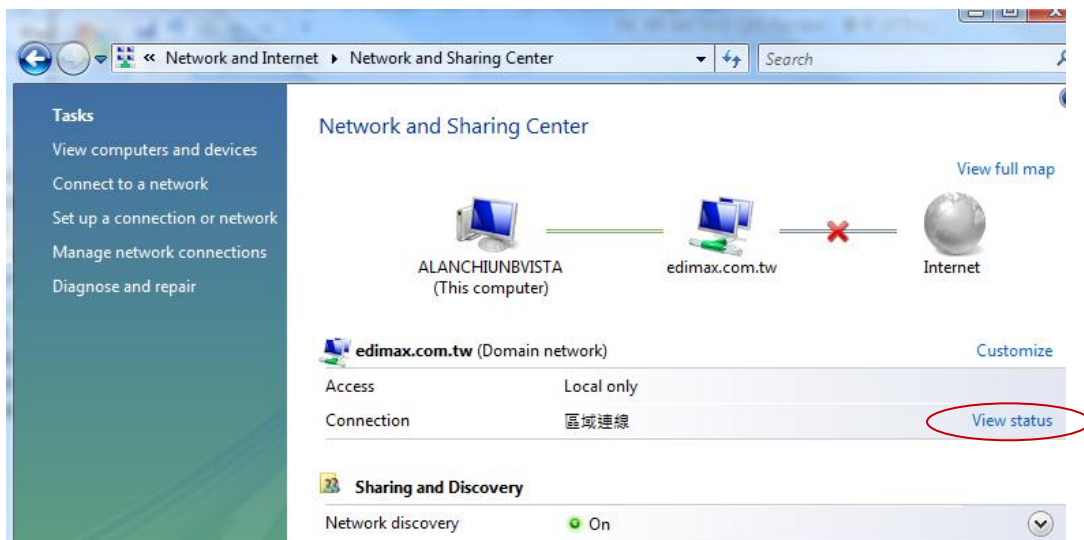 « Network and Internet ▸ Network and Sharing Center
Search
Tasks
View computers and devices
Connect to a network
Set up a connection or network
Manage network connections
Diagnose and repair
Network and Sharing Center
View full map
ALANCHIUNBVISTA
(This computer)
edimax.com.tw
Internet
edimax.com.tw (Domain network)
Customize
Access Local only
Connection 區域連線 View status
Sharing and Discovery
Network discovery On